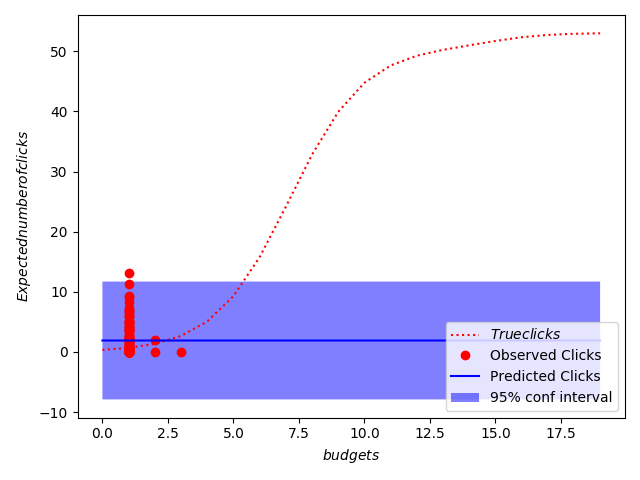 50
40
30
20
10
0
−10
Expectednumberofclicks
0.0 2.5 5.0 7.5 10.0 12.5 15.0 17.5
budgets
Trueclicks
Observed Clicks
Predicted Clicks
95% conf interval